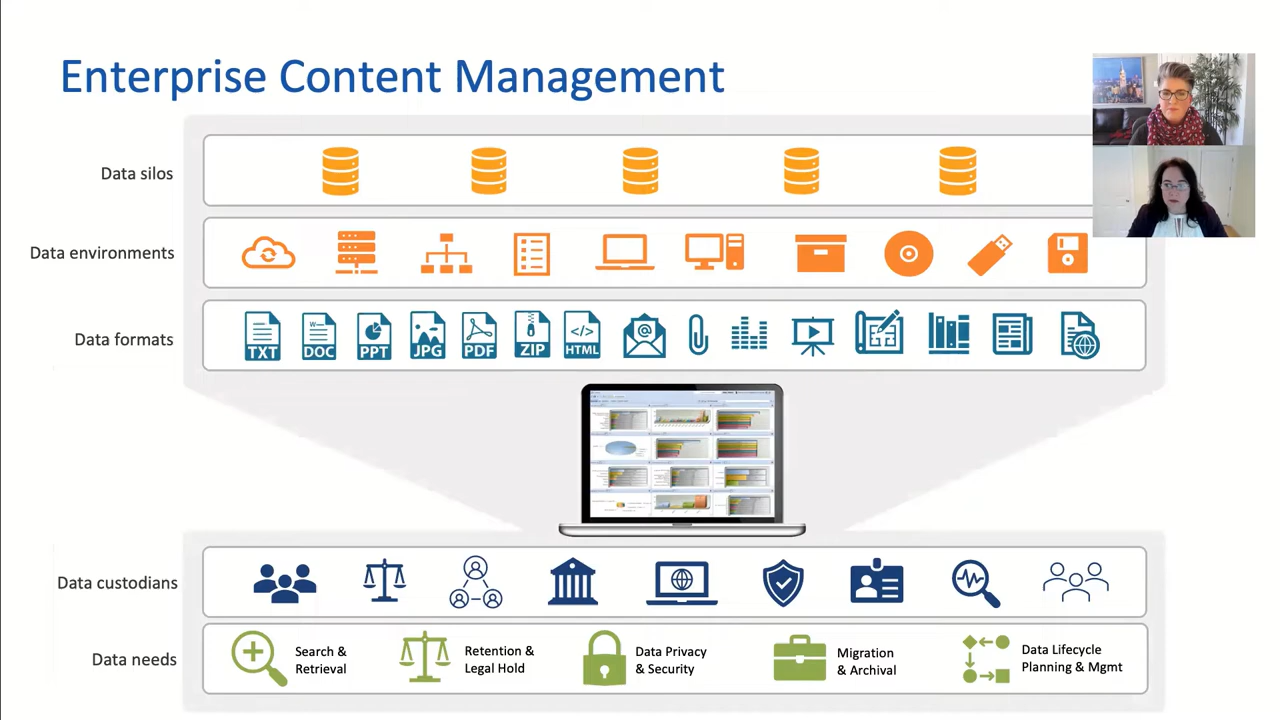 Enterprise Content Management
Data silos
Data environments
Data formats
TXT
W
DOC
PPT
JPG
PDF
ZIP
</>
HTML
@
Data custodians
Data needs
Search &
Retrieval
Retention &
Legal Hold
Data Privacy
& Security
Migration
& Archival
Data Lifecycle
Planning & Mgmt